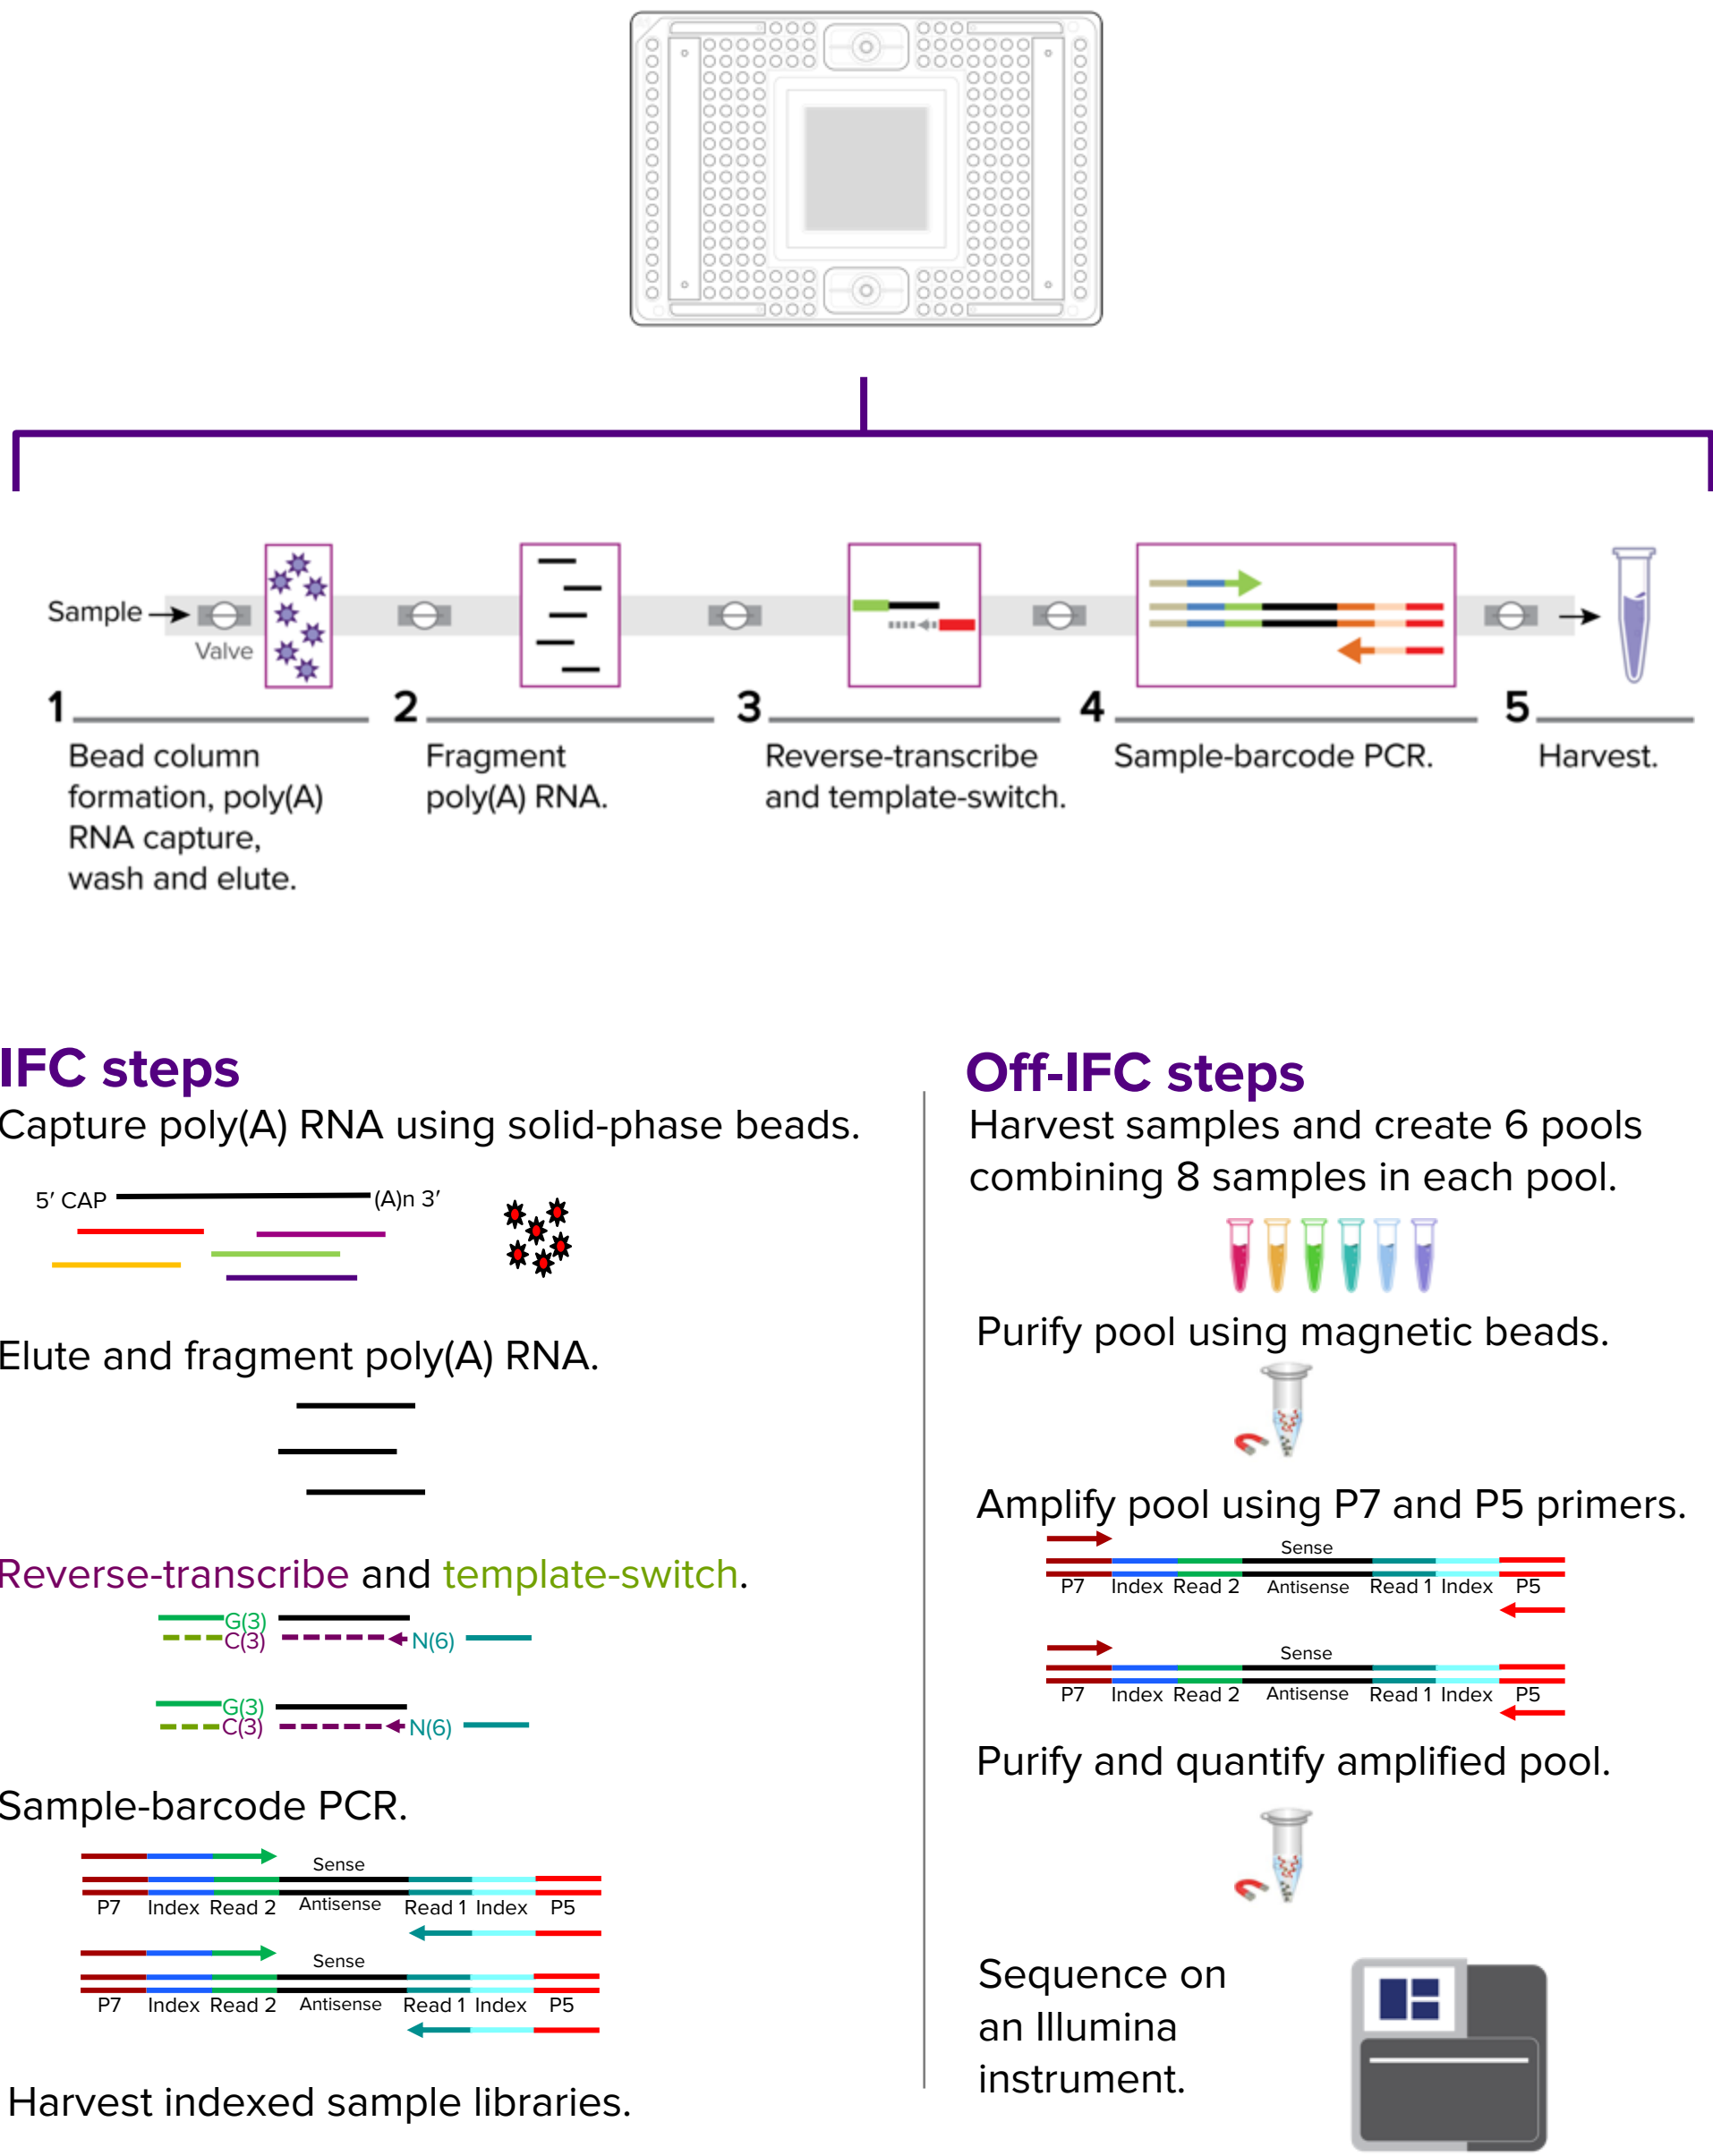 Sample
Valve
1
Bead column
formation, poly(A)
RNA capture,
wash and elute.
2
Fragment
poly(A) RNA.
3
Reverse-transcribe
and template-switch.
4
Sample-barcode PCR.
5
Harvest.
IFC steps
Capture poly(A) RNA using solid-phase beads.
5′ CAP
(A)n 3′
Elute and fragment poly(A) RNA.
Reverse-transcribe and template-switch.
G(3)
C(3)
N(6)
G(3)
C(3)
N(6)
Sample-barcode PCR.
Sense
P7 Index Read 2 Antisense Read 1 Index P5
Sense
P7 Index Read 2 Antisense Read 1 Index P5
Harvest indexed sample libraries.
Off-IFC steps
Harvest samples and create 6 pools
combining 8 samples in each pool.
Purify pool using magnetic beads.
Amplify pool using P7 and P5 primers.
Sense
P7 Index Read 2 Antisense Read 1 Index P5
Sense
P7 Index Read 2 Antisense Read 1 Index P5
Purify and quantify amplified pool.
Sequence on
an Illumina
instrument.